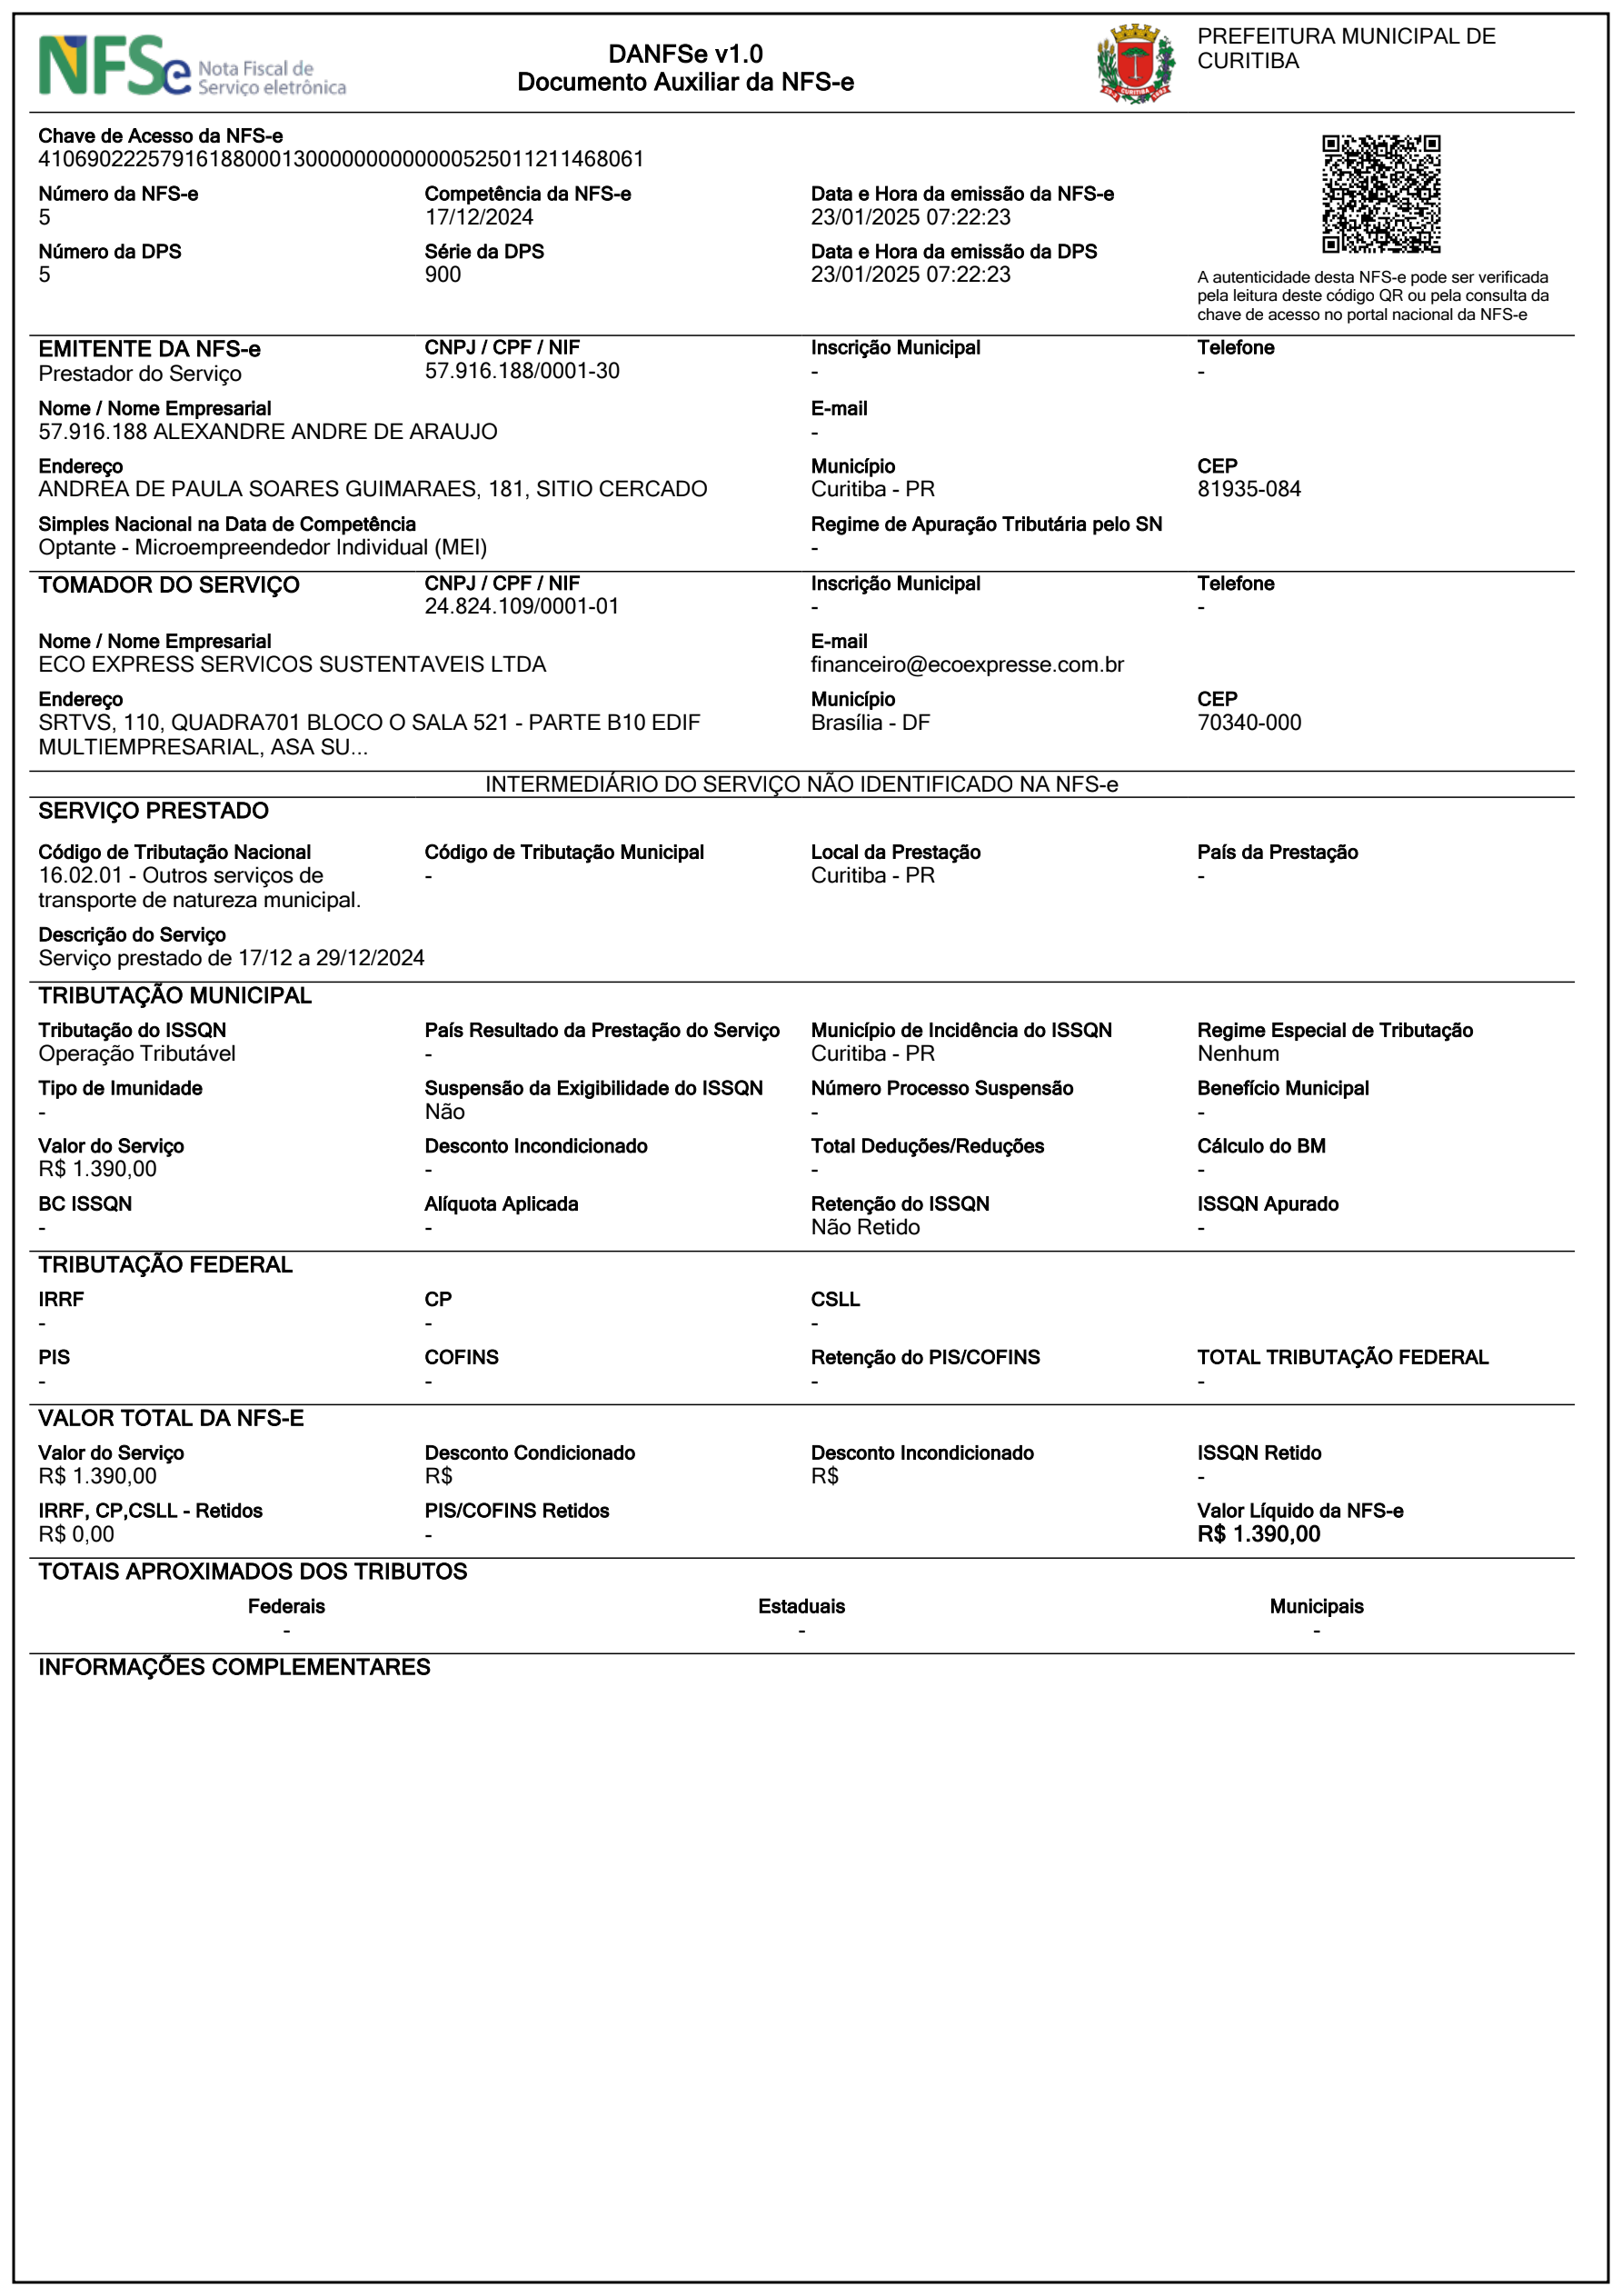 NFSe Nota Fiscal de
Serviço eletrônica
DANFSe v1.0
Documento Auxiliar da NFS-e
PREFEITURA MUNICIPAL DE
CURITIBA
Chave de Acesso da NFS-e
41069022257916188000130000000000000525011211468061
Número da NFS-e Competência da NFS-e Data e Hora da emissão da NFS-e
5 17/12/2024 23/01/2025 07:22:23
Número da DPS Série da DPS Data e Hora da emissão da DPS
5 900 23/01/2025 07:22:23
A autenticidade desta NFS-e pode ser verificada
pela leitura deste código QR ou pela consulta da
chave de acesso no portal nacional da NFS-e
EMITENTE DA NFS-e CNPJ / CPF / NIF Inscrição Municipal Telefone
Prestador do Serviço 57.916.188/0001-30 - -
Nome / Nome Empresarial E-mail
57.916.188 ALEXANDRE ANDRE DE ARAUJO -
Endereço Município CEP
ANDREA DE PAULA SOARES GUIMARAES, 181, SITIO CERCADO Curitiba - PR 81935-084
Simples Nacional na Data de Competência Regime de Apuração Tributária pelo SN
Optante - Microempreendedor Individual (MEI) -
TOMADOR DO SERVIÇO CNPJ / CPF / NIF Inscrição Municipal Telefone
24.824.109/0001-01 - -
Nome / Nome Empresarial E-mail
ECO EXPRESS SERVICOS SUSTENTAVEIS LTDA financeiro@ecoexpresse.com.br
Endereço Município CEP
SRTVS, 110, QUADRA701 BLOCO O SALA 521 - PARTE B10 EDIF Brasília - DF 70340-000
MULTIEMPRESARIAL, ASA SU...
INTERMEDIÁRIO DO SERVIÇO NÃO IDENTIFICADO NA NFS-e
SERVIÇO PRESTADO
Código de Tributação Nacional Código de Tributação Municipal Local da Prestação País da Prestação
16.02.01 - Outros serviços de - Curitiba - PR -
transporte de natureza municipal.
Descrição do Serviço
Serviço prestado de 17/12 a 29/12/2024
TRIBUTAÇÃO MUNICIPAL
Tributação do ISSQN País Resultado da Prestação do Serviço Município de Incidência do ISSQN Regime Especial de Tributação
Operação Tributável - Curitiba - PR Nenhum
Tipo de Imunidade Suspensão da Exigibilidade do ISSQN Número Processo Suspensão Benefício Municipal
- Não - -
Valor do Serviço Desconto Incondicionado Total Deduções/Reduções Cálculo do BM
R$ 1.390,00 - - -
BC ISSQN Alíquota Aplicada Retenção do ISSQN ISSQN Apurado
- - Não Retido -
TRIBUTAÇÃO FEDERAL
IRRF CP CSLL
- - -
PIS COFINS Retenção do PIS/COFINS TOTAL TRIBUTAÇÃO FEDERAL
- - - -
VALOR TOTAL DA NFS-E
Valor do Serviço Desconto Condicionado Desconto Incondicionado ISSQN Retido
R$ 1.390,00 R$ R$ -
IRRF, CP,CSLL - Retidos PIS/COFINS Retidos Valor Líquido da NFS-e
R$ 0,00 - R$ 1.390,00
TOTAIS APROXIMADOS DOS TRIBUTOS
Federais Estaduais Municipais
- - -
INFORMAÇÕES COMPLEMENTARES